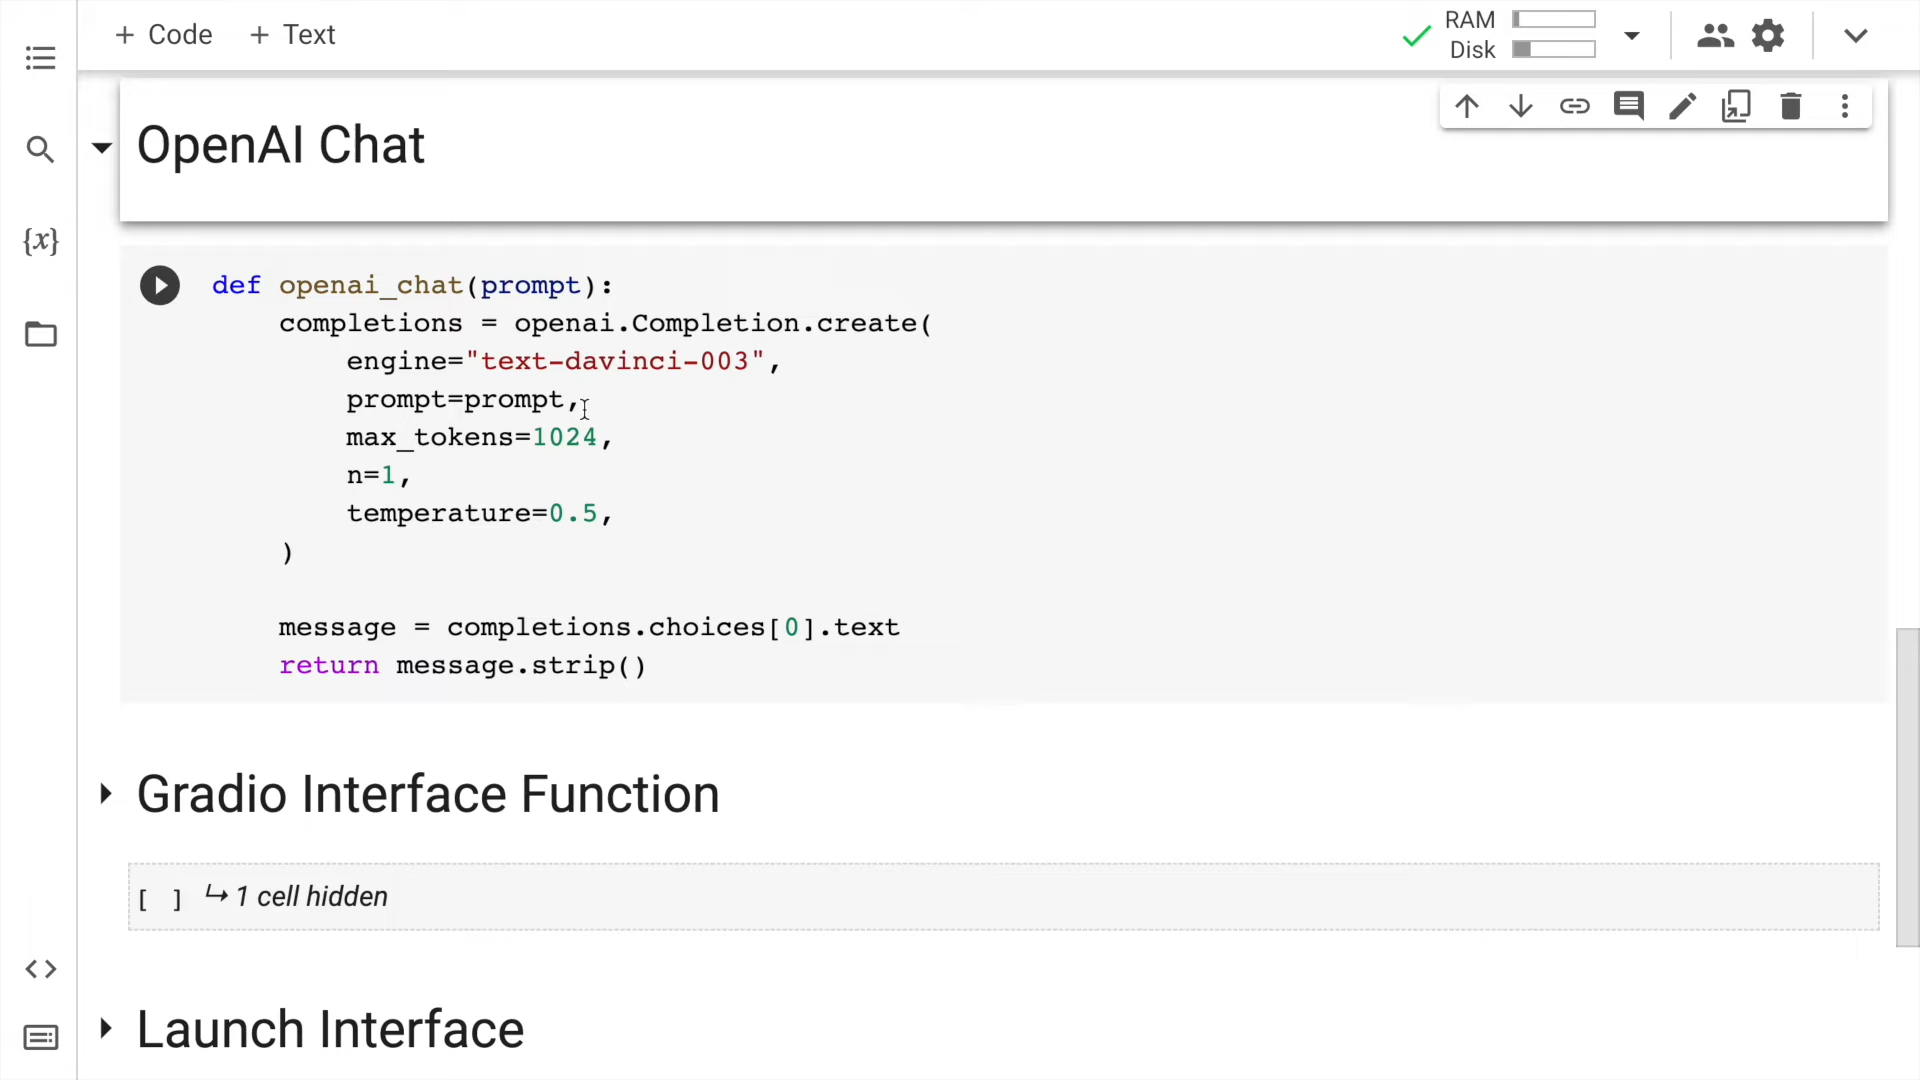 + Code + Text
RAM
Disk
OpenAI Chat
{x}
def openai_chat(prompt):
    completions = openai.Completion.create(
        engine="text-davinci-003",
        prompt=prompt,
        max_tokens=1024,
        n=1,
        temperature=0.5,
    )
    message = completions.choices[0].text
    return message.strip()
Gradio Interface Function
[ ] ↳ 1 cell hidden
Launch Interface